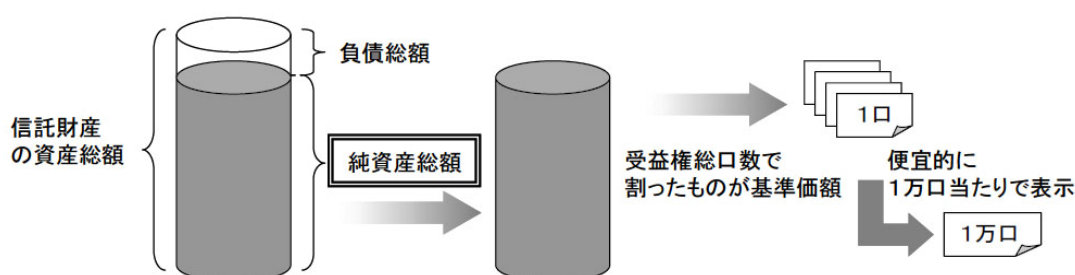 信託財産
の資産総額
負債総額
純資産総額
受益権総口数で
割ったものが基準価額
1口
便宜的に
1万口当たりで表示
1万口